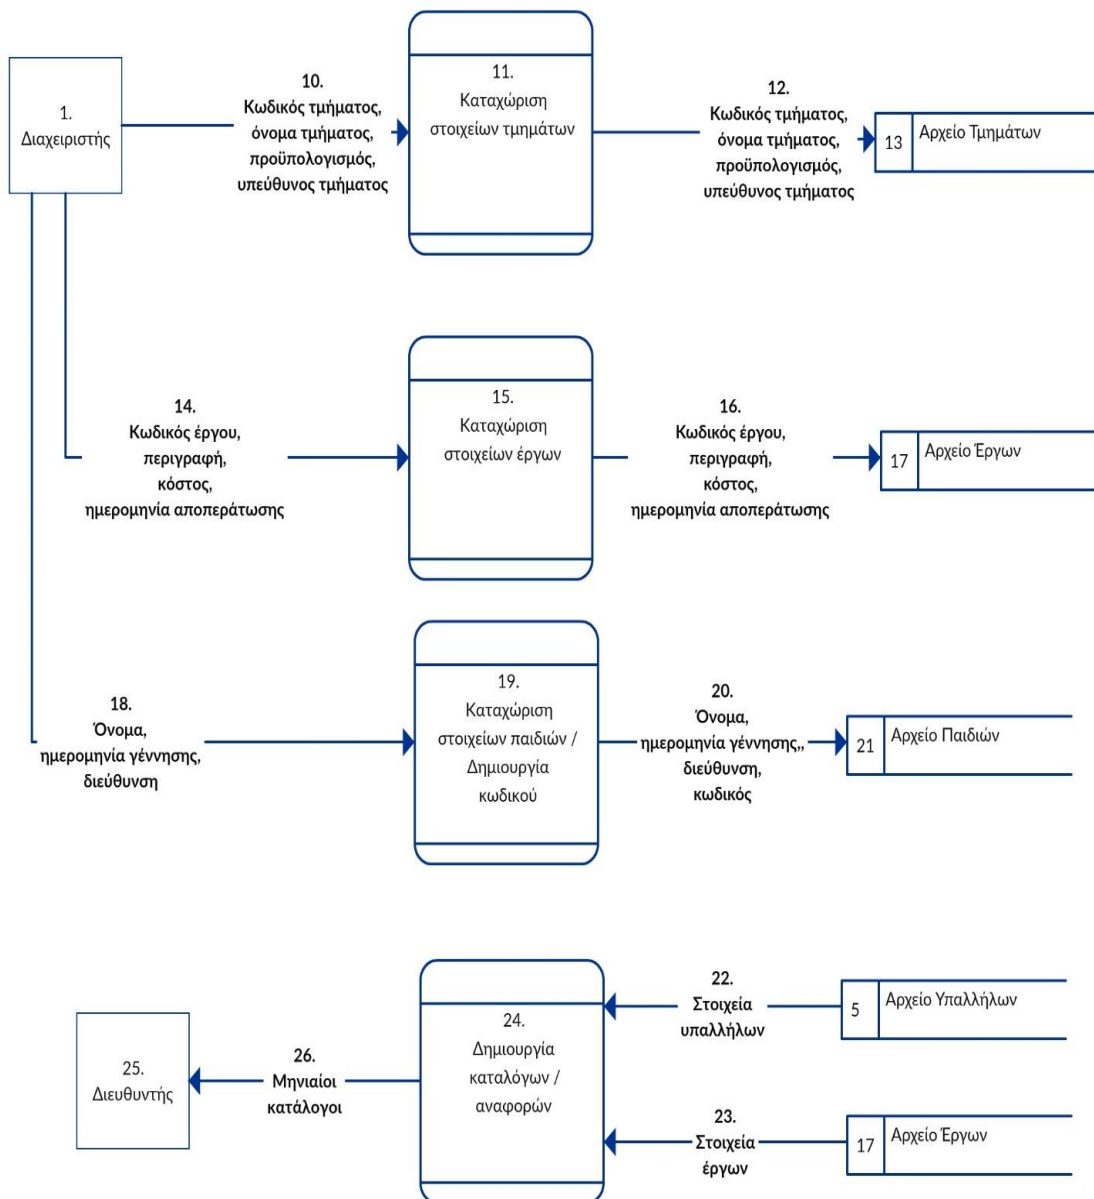 1.
Διαχειριστής
10.
Κωδικός τμήματος,
όνομα τμήματος,
προϋπολογισμός,
υπεύθυνος τμήματος
11.
Καταχώριση
στοιχείων τμημάτων
12.
Κωδικός τμήματος,
όνομα τμήματος,
προϋπολογισμός,
υπεύθυνος τμήματος
13
Αρχείο Τμημάτων
14.
Κωδικός έργου,
περιγραφή,
κόστος,
ημερομηνία αποπεράτωσης
15.
Καταχώριση
στοιχείων έργων
16.
Κωδικός έργου,
περιγραφή,
κόστος,
ημερομηνία αποπεράτωσης
17
Αρχείο Έργων
18.
Όνομα,
ημερομηνία γέννησης,
διεύθυνση
19.
Καταχώριση
στοιχείων παιδιών /
Δημιουργία
κωδικού
20.
Όνομα,
ημερομηνία γέννησης,,
διεύθυνση,
κωδικός
21
Αρχείο Παιδιών
22.
Στοιχεία
υπαλλήλων
5
Αρχείο Υπαλλήλων
24.
Δημιουργία
καταλόγων /
αναφορών
25.
Διευθυντής
26.
Μηνιαίοι
κατάλογοι
23.
Στοιχεία
έργων
17
Αρχείο Έργων